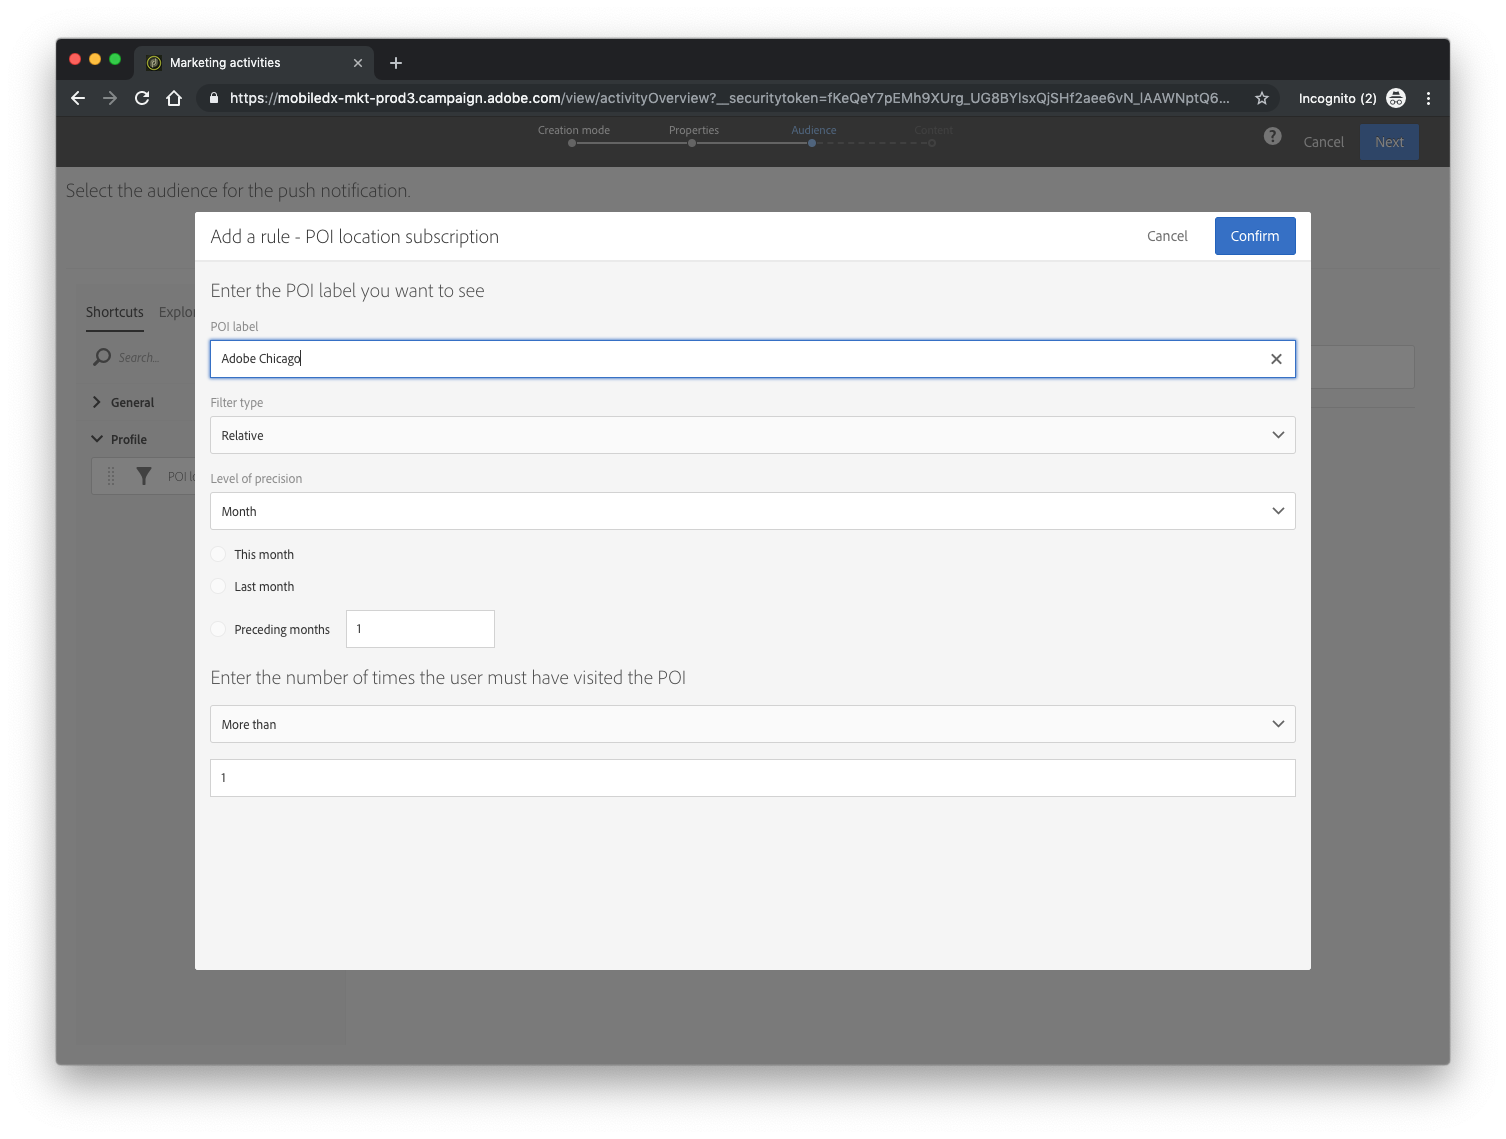 Marketing activities
https://mobiledx-mkt-prod3.campaign.adobe.com/view/activityOverview?__securitytoken=fKeQeY7pEMh9XUrg_UG8BYIsxQjSHf2aee6vN_IAAWNptQ6...
Incognito (2)
Creation mode
Properties
Audience
Content
?
Cancel
Next
Select the audience for the push notification.
Add a rule - POI location subscription
Cancel
Confirm
Enter the POI label you want to see
Shortcuts
Explor
POI label
Search...
Adobe Chicago
General
Filter type
Profile
Relative
POI lo
Level of precision
Month
This month
Last month
Preceding months
1
Enter the number of times the user must have visited the POI
More than
1